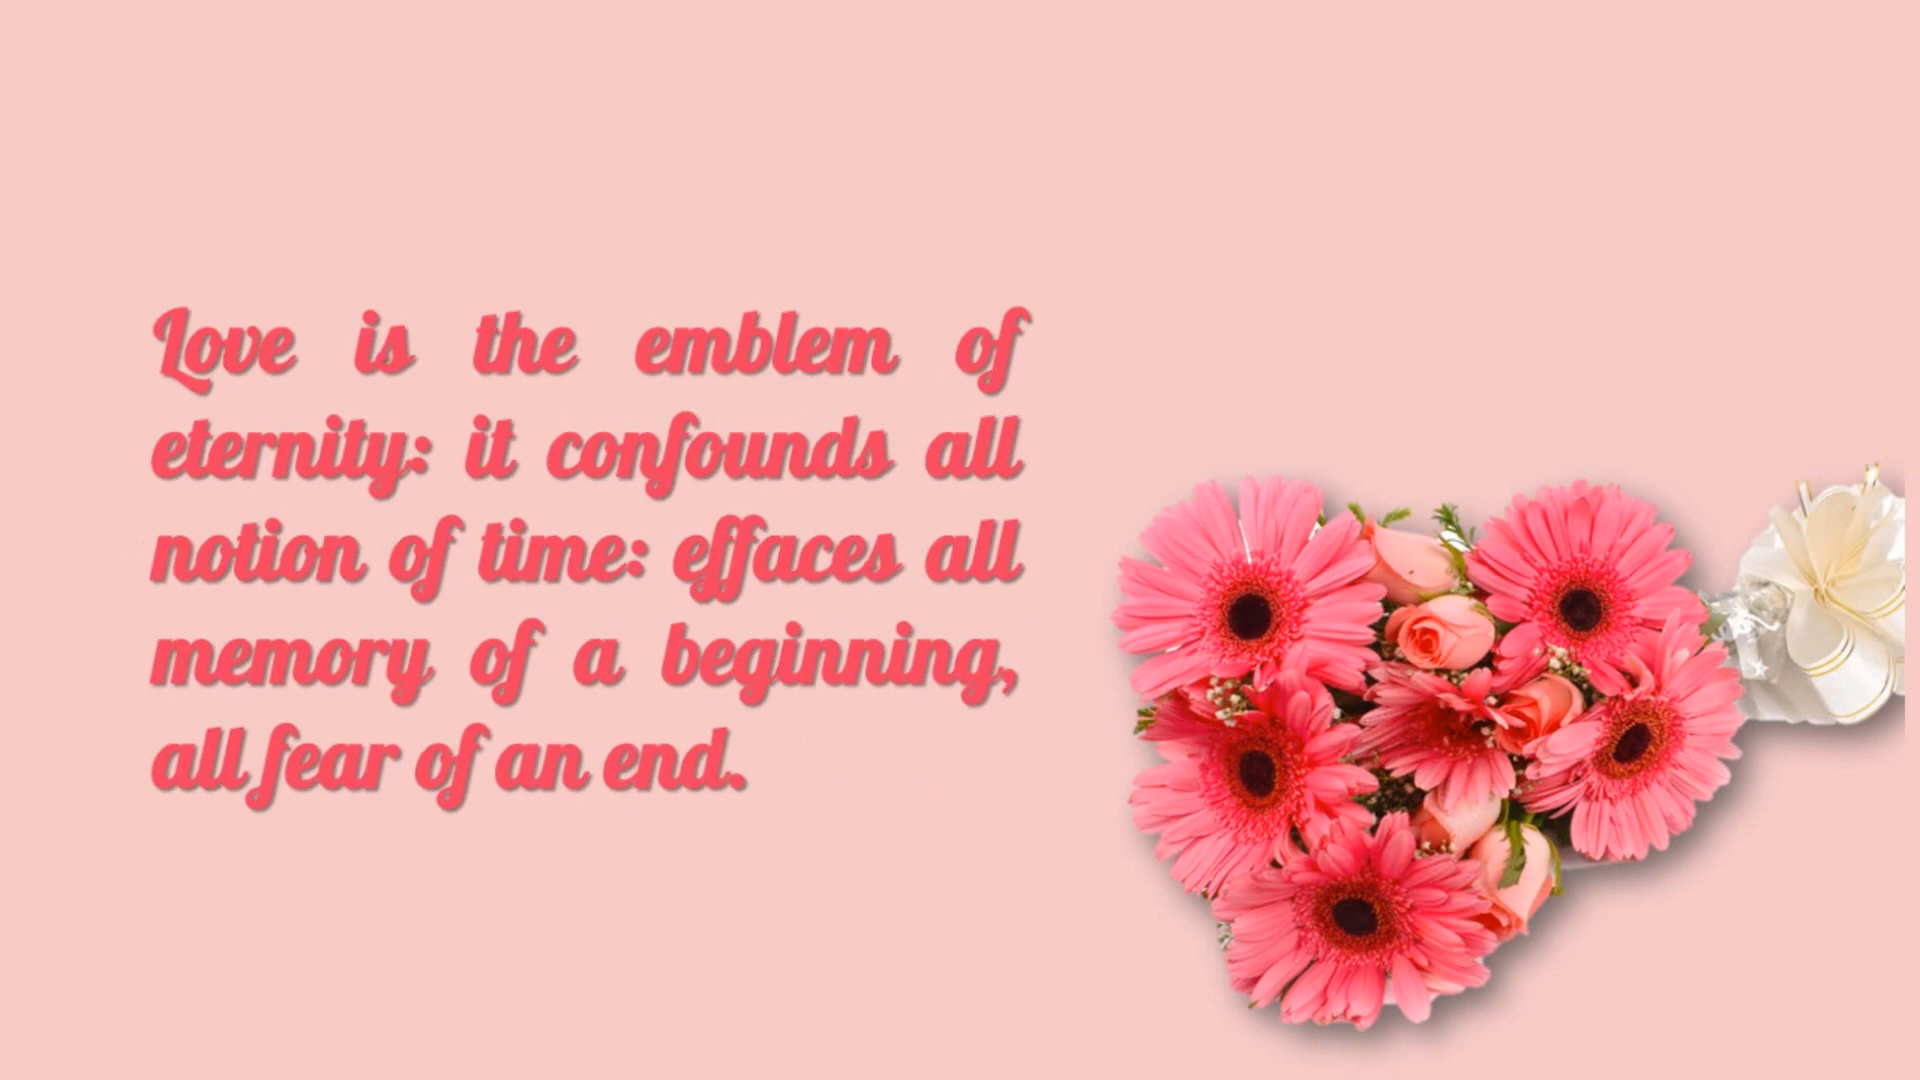 Love is the emblem of
eternity: it confounds all
notion of time: effaces all
memory of a beginning,
all fear of an end.